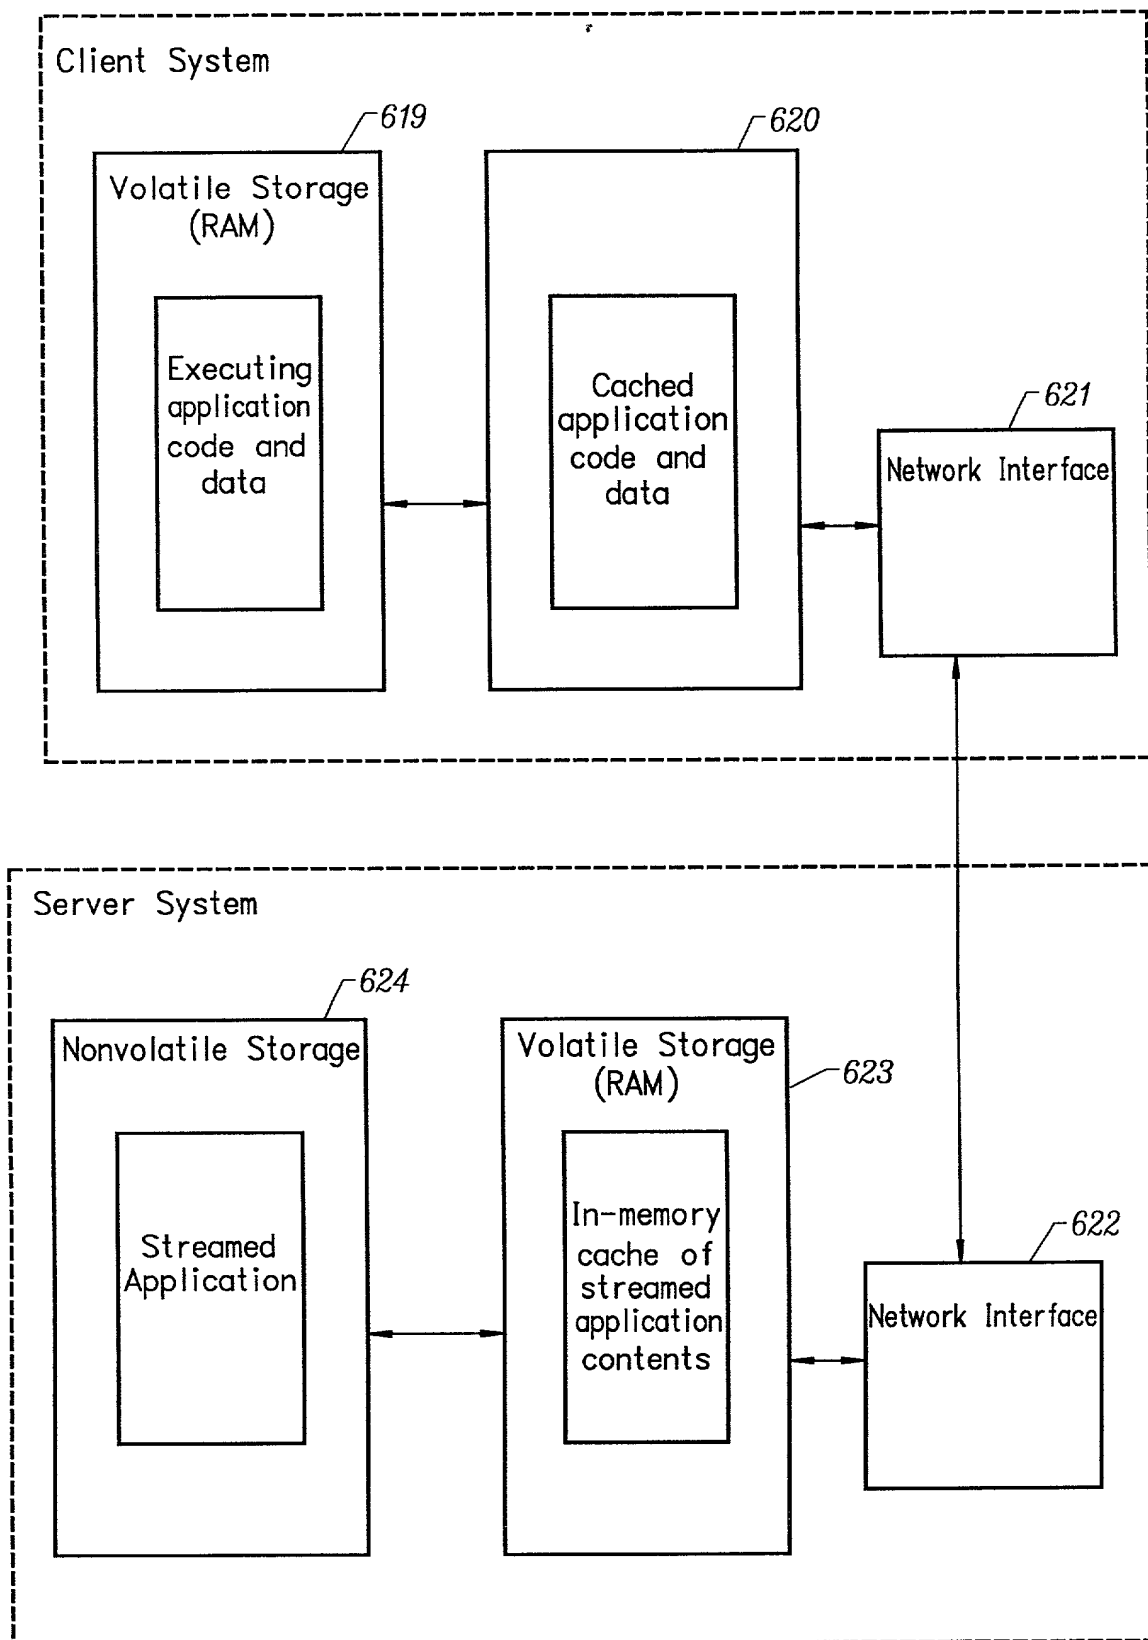 Client System
619
620
Volatile Storage
(RAM)
Executing
application
code and
data
Cached
application
code and
data
621
Network Interface
Server System
624
Nonvolatile Storage
Volatile Storage
(RAM)
623
Streamed
Application
In-memory
cache of
streamed
application
contents
622
Network Interface